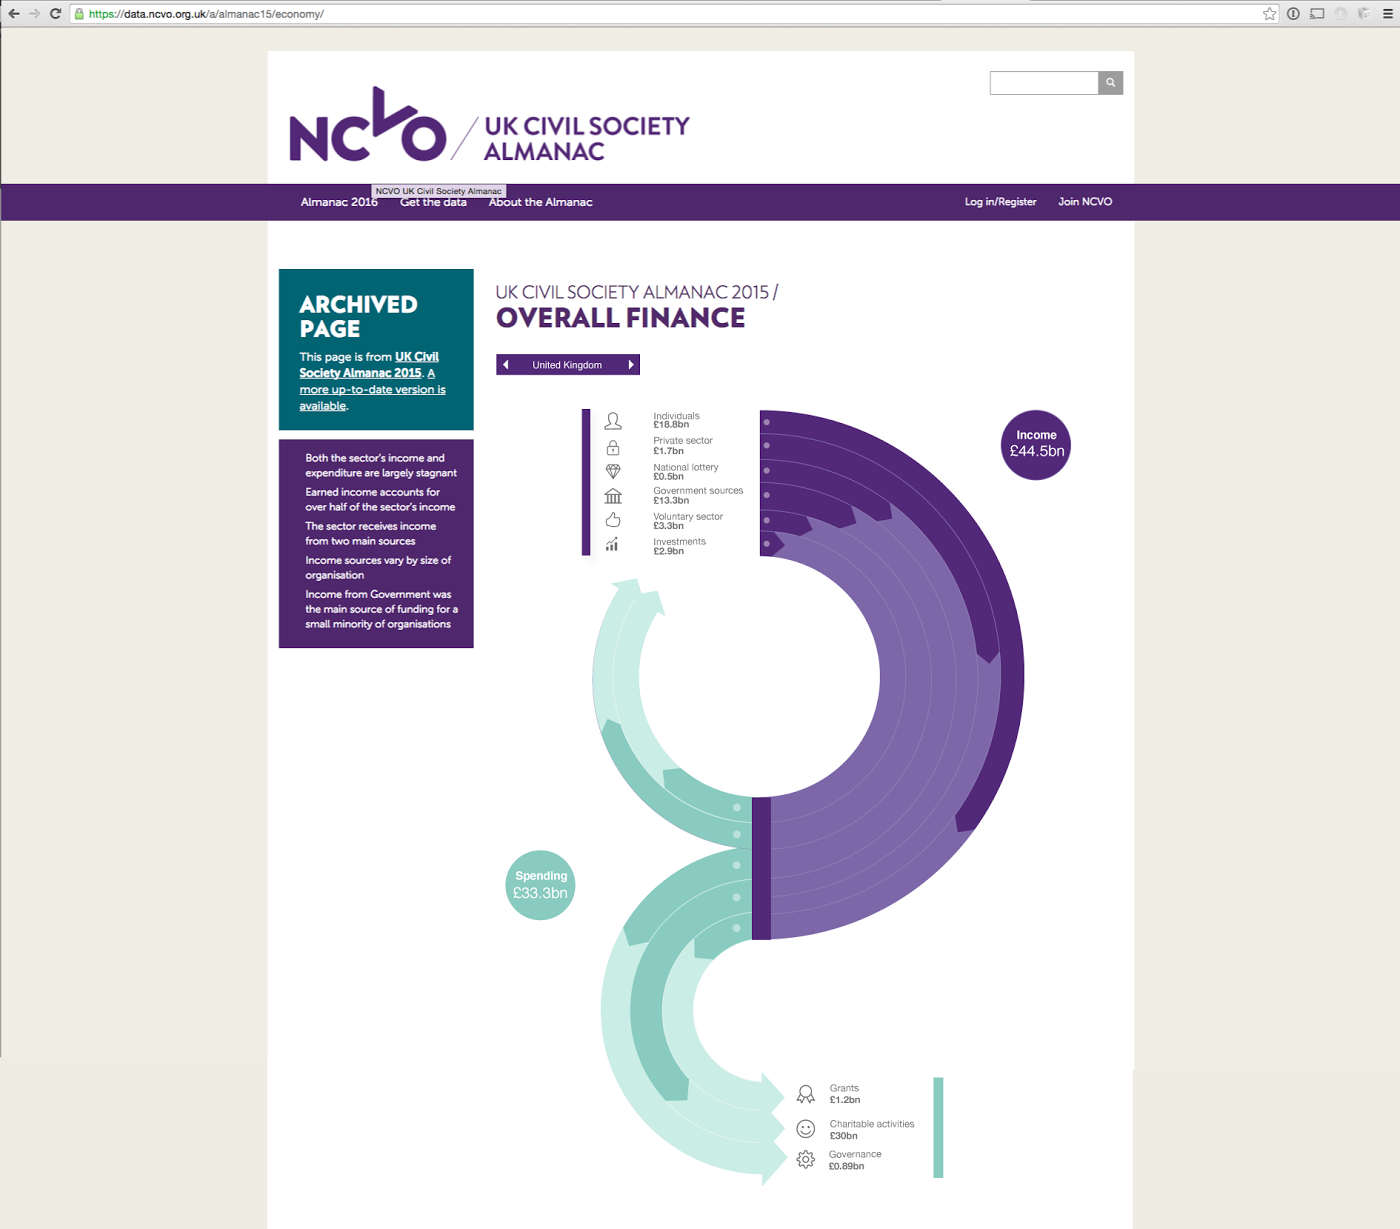 https://data.ncvo.org.uk/a/almanac15/economy/
NCVO / UK CIVIL SOCIETY
ALMANAC
NCVO UK Civil Society Almanac
Almanac 2016 Get the data About the Almanac Log in/Register Join NCVO
ARCHIVED
PAGE
This page is from UK Civil
Society Almanac 2015. A
more up-to-date version is
available.
Both the sector's income and
expenditure are largely stagnant
Earned income accounts for
over half of the sector's income
The sector receives income
from two main sources
Income sources vary by size of
organisation
Income from Government was
the main source of funding for a
small minority of organisations
UK CIVIL SOCIETY ALMANAC 2015 /
OVERALL FINANCE
United Kingdom
Individuals
£18.8bn
Private sector
£1.7bn
National lottery
£0.5bn
Government sources
£13.3bn
Voluntary sector
£3.3bn
Investments
£2.9bn
Income
£44.5bn
Spending
£33.3bn
Grants
£1.2bn
Charitable activities
£30bn
Governance
£0.89bn